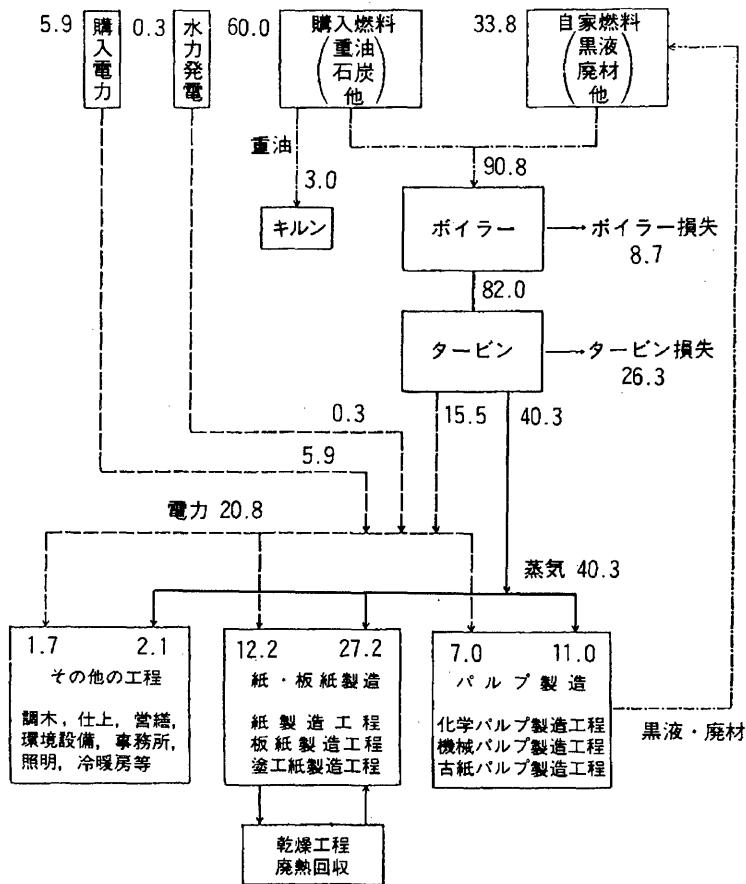 5.9
購入電力
0.3
水力発電
60.0
購入燃料
(重油
石炭
他)
33.8
自家燃料
(黒液
廃材
他)
重油
3.0
キルン
90.8
ボイラー
ボイラー損失
8.7
82.0
タービン
タービン損失
26.3
15.5
40.3
0.3
5.9
電力 20.8
蒸気 40.3
1.7 2.1
その他の工程
調木, 仕上, 営繕,
環境設備, 事務所,
照明, 冷暖房等
12.2 27.2
紙・板紙製造
紙製造工程
板紙製造工程
塗工紙製造工程
7.0 11.0
パルプ製造
化学パルプ製造工程
機械パルプ製造工程
古紙パルプ製造工程
黒液・廃材
乾燥工程
廃熱回収